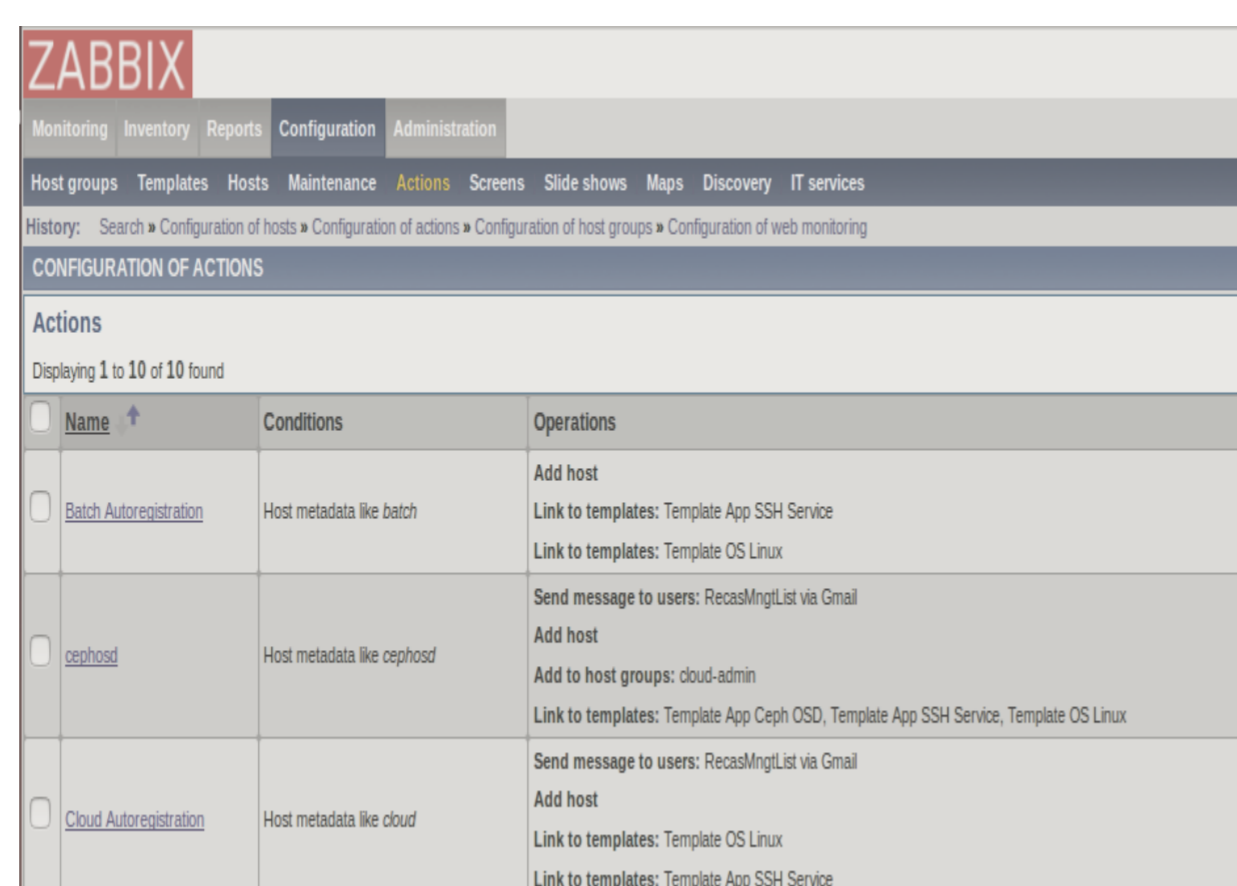 ZABBIX
Monitoring Inventory Reports Configuration Administration
Host groups Templates Hosts Maintenance Actions Screens Slide shows Maps Discovery IT services
History: Search » Configuration of hosts » Configuration of actions » Configuration of host groups » Configuration of web monitoring
CONFIGURATION OF ACTIONS
Actions
Displaying 1 to 10 of 10 found
Name Conditions Operations
Add host
Batch Autoregistration Host metadata like batch Link to templates: Template App SSH Service
Link to templates: Template OS Linux
Send message to users: RecasMngtList via Gmail
Add host
cephosd Host metadata like cephosd
Add to host groups: cloud-admin
Link to templates: Template App Ceph OSD, Template App SSH Service, Template OS Linux
Send message to users: RecasMngtList via Gmail
Add host
Cloud Autoregistration Host metadata like cloud
Link to templates: Template OS Linux
Link to templates: Template App SSH Service